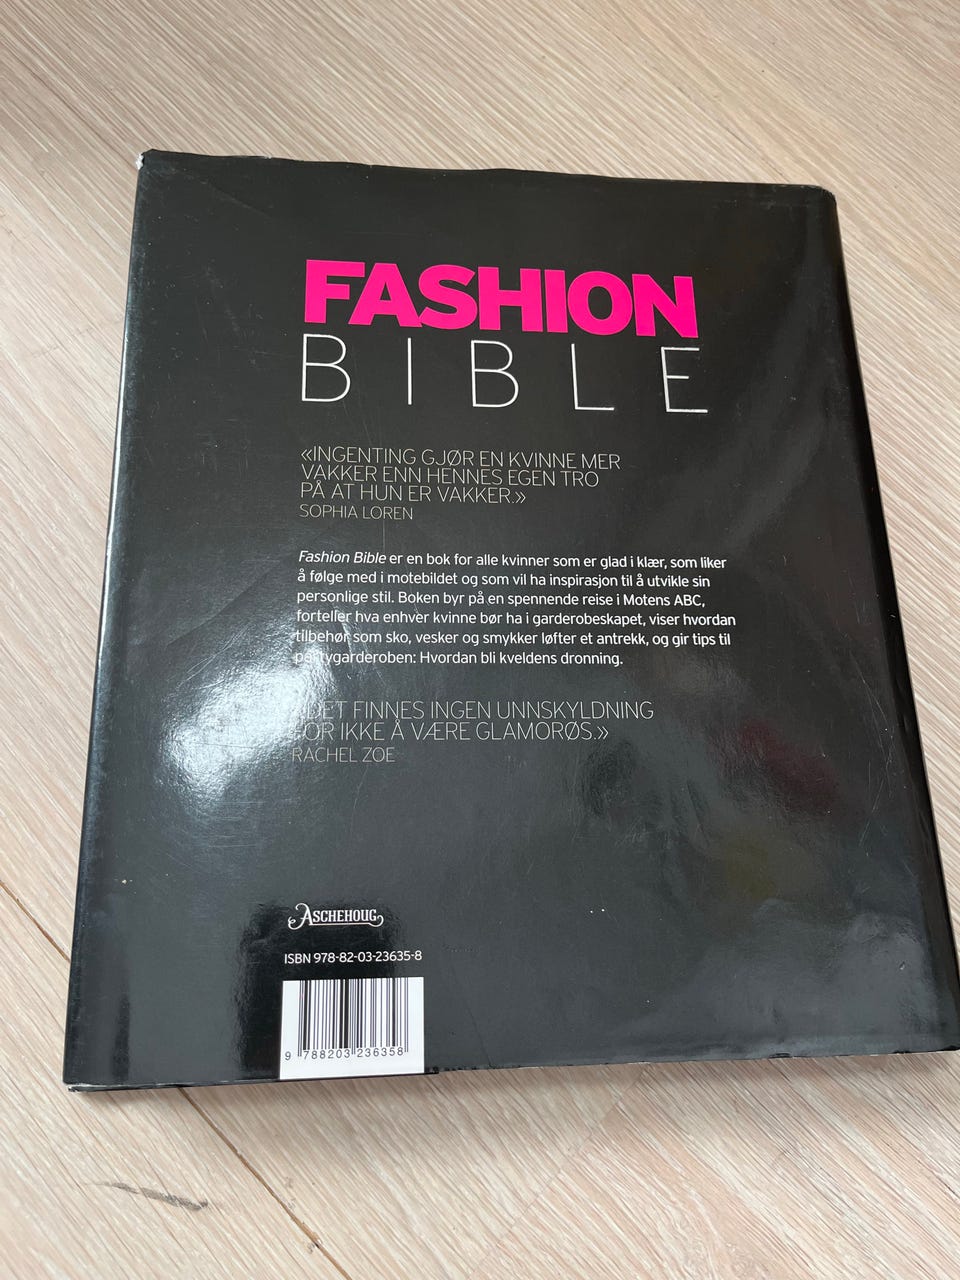 FASHION
BIBLE
«INGENTING GJØR EN KVINNE MER
VAKKER ENN HENNES EGEN TRO
PÅ AT HUN ER VAKKER.»
SOPHIA LOREN
Fashion Bible er en bok for alle kvinner som er glad i klær, som liker
å følge med i motebildet og som vil ha inspirasjon til å utvikle sin
personlige stil. Boken byr på en spennende reise i Motens ABC,
forteller hva enhver kvinne bør ha i garderobeskapet, viser hvordan
tilbehør som sko, vesker og smykker løfter et antrekk, og gir tips til
partygarderoben: Hvordan bli kveldens dronning.
«DET FINNES INGEN UNNSKYLDNING
FOR IKKE Å VÆRE GLAMORØS.»
RACHEL ZOE
ASCHEHOUG
ISBN 978-82-03-23635-8
9 788203 236358